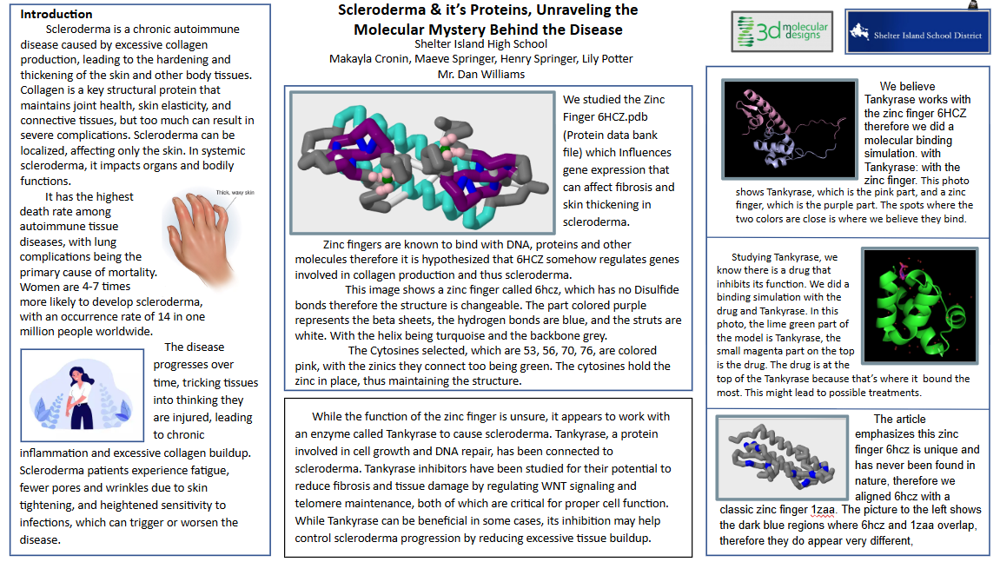 Introduction
Scleroderma is a chronic autoimmune
disease caused by excessive collagen
production, leading to the hardening and
thickening of the skin and other body tissues.
Collagen is a key structural protein that
maintains joint health, skin elasticity, and
connective tissues, but too much can result in
severe complications. Scleroderma can be
localized, affecting only the skin. In systemic
scleroderma, it impacts organs and bodily
functions.
It has the highest
death rate among
autoimmune tissue
diseases, with lung
complications being the
primary cause of mortality.
Women are 4-7 times
more likely to develop scleroderma,
with an occurrence rate of 14 in one
million people worldwide.
Thick, waxy skin
The disease
progresses over
time, tricking tissues
into thinking they
are injured, leading
to chronic
inflammation and excessive collagen buildup.
Scleroderma patients experience fatigue,
fewer pores and wrinkles due to skin
tightening, and heightened sensitivity to
infections, which can trigger or worsen the
disease.
Scleroderma & it's Proteins, Unraveling the
Molecular Mystery Behind the Disease
Shelter Island High School
Makayla Cronin, Maeve Springer, Henry Springer, Lily Potter
Mr. Dan Williams
We studied the Zinc
Finger 6HCZ.pdb
(Protein data bank
file) which Influences
gene expression that
can affect fibrosis and
skin thickening in
scleroderma.
Zinc fingers are known to bind with DNA, proteins and other
molecules therefore it is hypothesized that 6HCZ somehow regulates genes
involved in collagen production and thus scleroderma.
This image shows a zinc finger called 6hcz, which has no Disulfide
bonds therefore the structure is changeable. The part colored purple
represents the beta sheets, the hydrogen bonds are blue, and the struts are
white. With the helix being turquoise and the backbone grey.
The Cytosines selected, which are 53, 56, 70, 76, are colored
pink, with the zinics they connect too being green. The cytosines hold the
zinc in place, thus maintaining the structure.
While the function of the zinc finger is unsure, it appears to work with
an enzyme called Tankyrase to cause scleroderma. Tankyrase, a protein
involved in cell growth and DNA repair, has been connected to
scleroderma. Tankyrase inhibitors have been studied for their potential to
reduce fibrosis and tissue damage by regulating WNT signaling and
telomere maintenance, both of which are critical for proper cell function.
While Tankyrase can be beneficial in some cases, its inhibition may help
control scleroderma progression by reducing excessive tissue buildup.
3d molecular
designs
Shelter Island School District
We believe
Tankyrase works with
the zinc finger 6HCZ
therefore we did a
molecular binding
simulation. with
Tankyrase: with the
zinc finger. This photo
shows Tankyrase, which is the pink part, and a zinc
finger, which is the purple part. The spots where the
two colors are close is where we believe they bind.
Studying Tankyrase, we
know there is a drug that
inhibits its function. We did a
binding simulation with the
drug and Tankyrase. In this
photo, the lime green part of
the model is Tankyrase, the
small magenta part on the top
is the drug. The drug is at the
top of the Tankyrase because that's where it bound the
most. This might lead to possible treatments.
The article
emphasizes this zinc
finger 6hcz is unique and
has never been found in
nature, therefore we
aligned 6hcz with a
classic zinc finger 1zaa. The picture to the left shows
the dark blue regions where 6hcz and 1zaa overlap,
therefore they do appear very different,